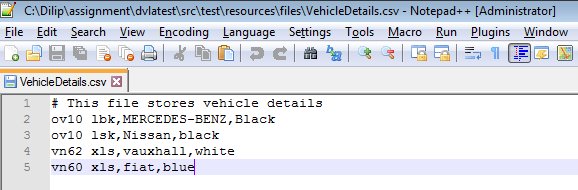 C:\Dilip\assignment\dvlatest\src\test\resources\files\VehicleDetails.csv - Notepad++ [Administrator]
File Edit Search View Encoding Language Settings Tools Macro Run Plugins Window
VehicleDetails.csv
1 # This file stores vehicle details
2 ov10 lbk,MERCEDES-BENZ,Black
3 ov10 lsk,Nissan,black
4 vn62 xls,vauxhall,white
5 vn60 xls,fiat,blue